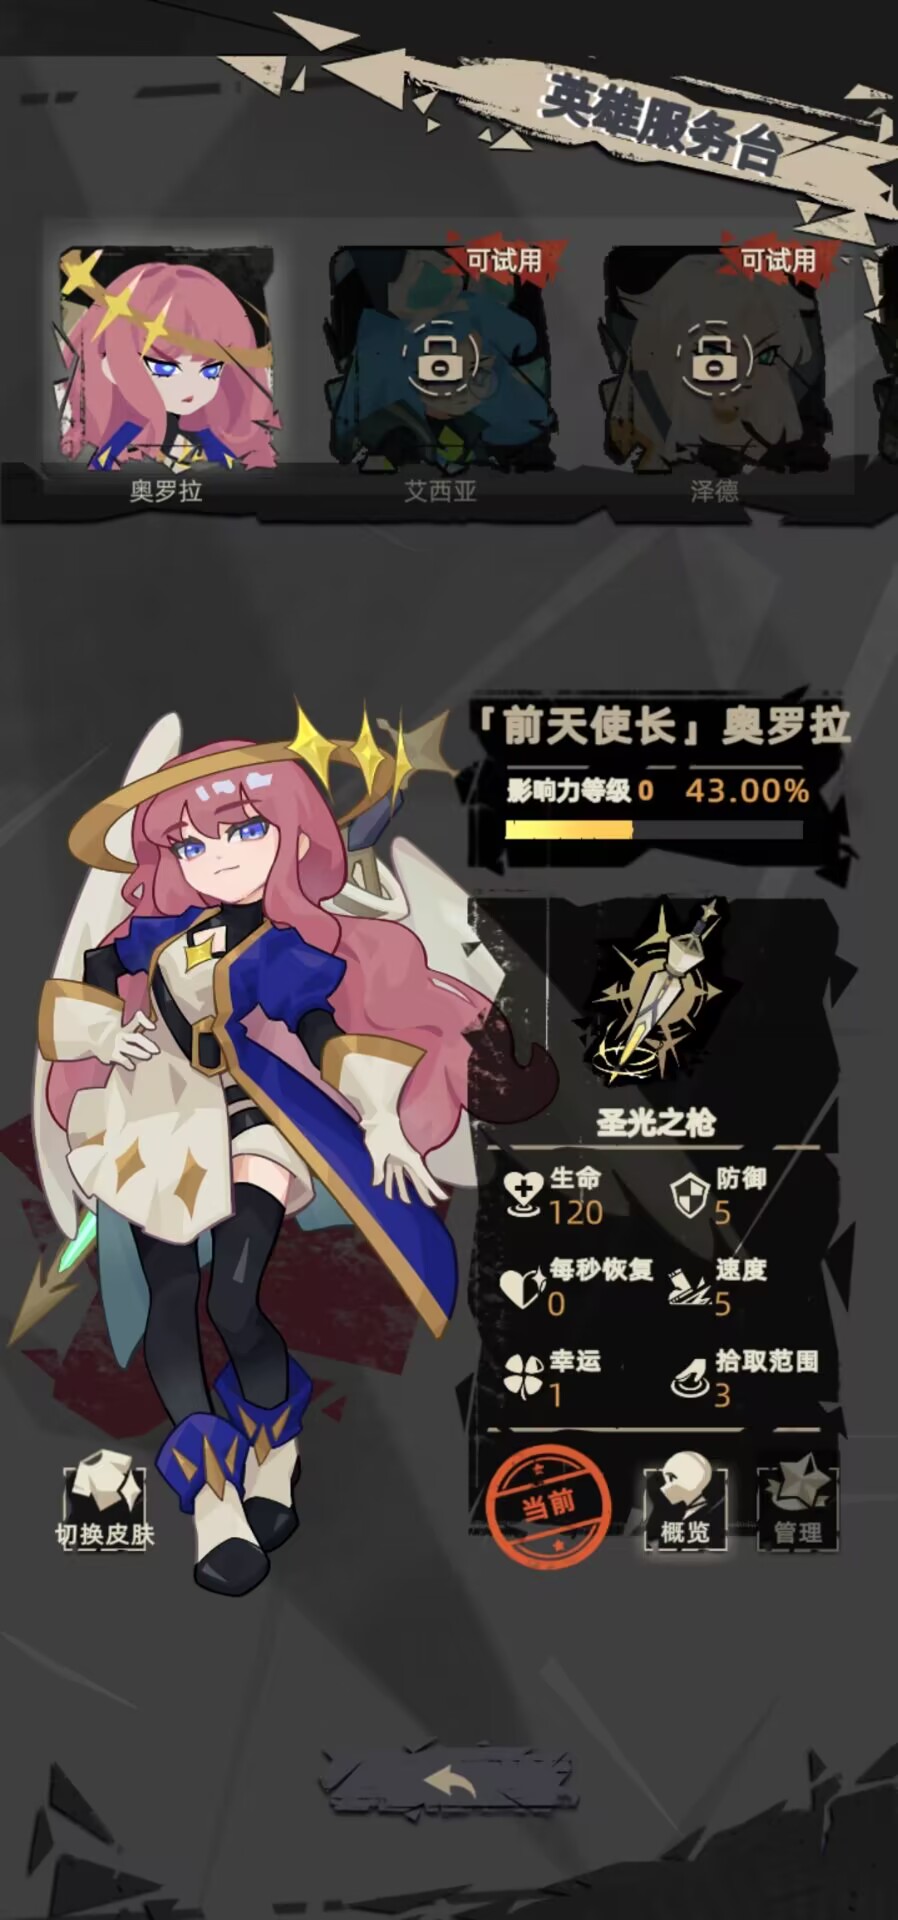 英雄服务台
可试用
可试用
奥罗拉
艾西亚
泽德
「前天使长」奥罗拉
影响力等级 0 43.00%
圣光之枪
生命
120
防御
5
每秒恢复
0
速度
5
幸运
1
拾取范围
3
切换皮肤
当前
概览
管理